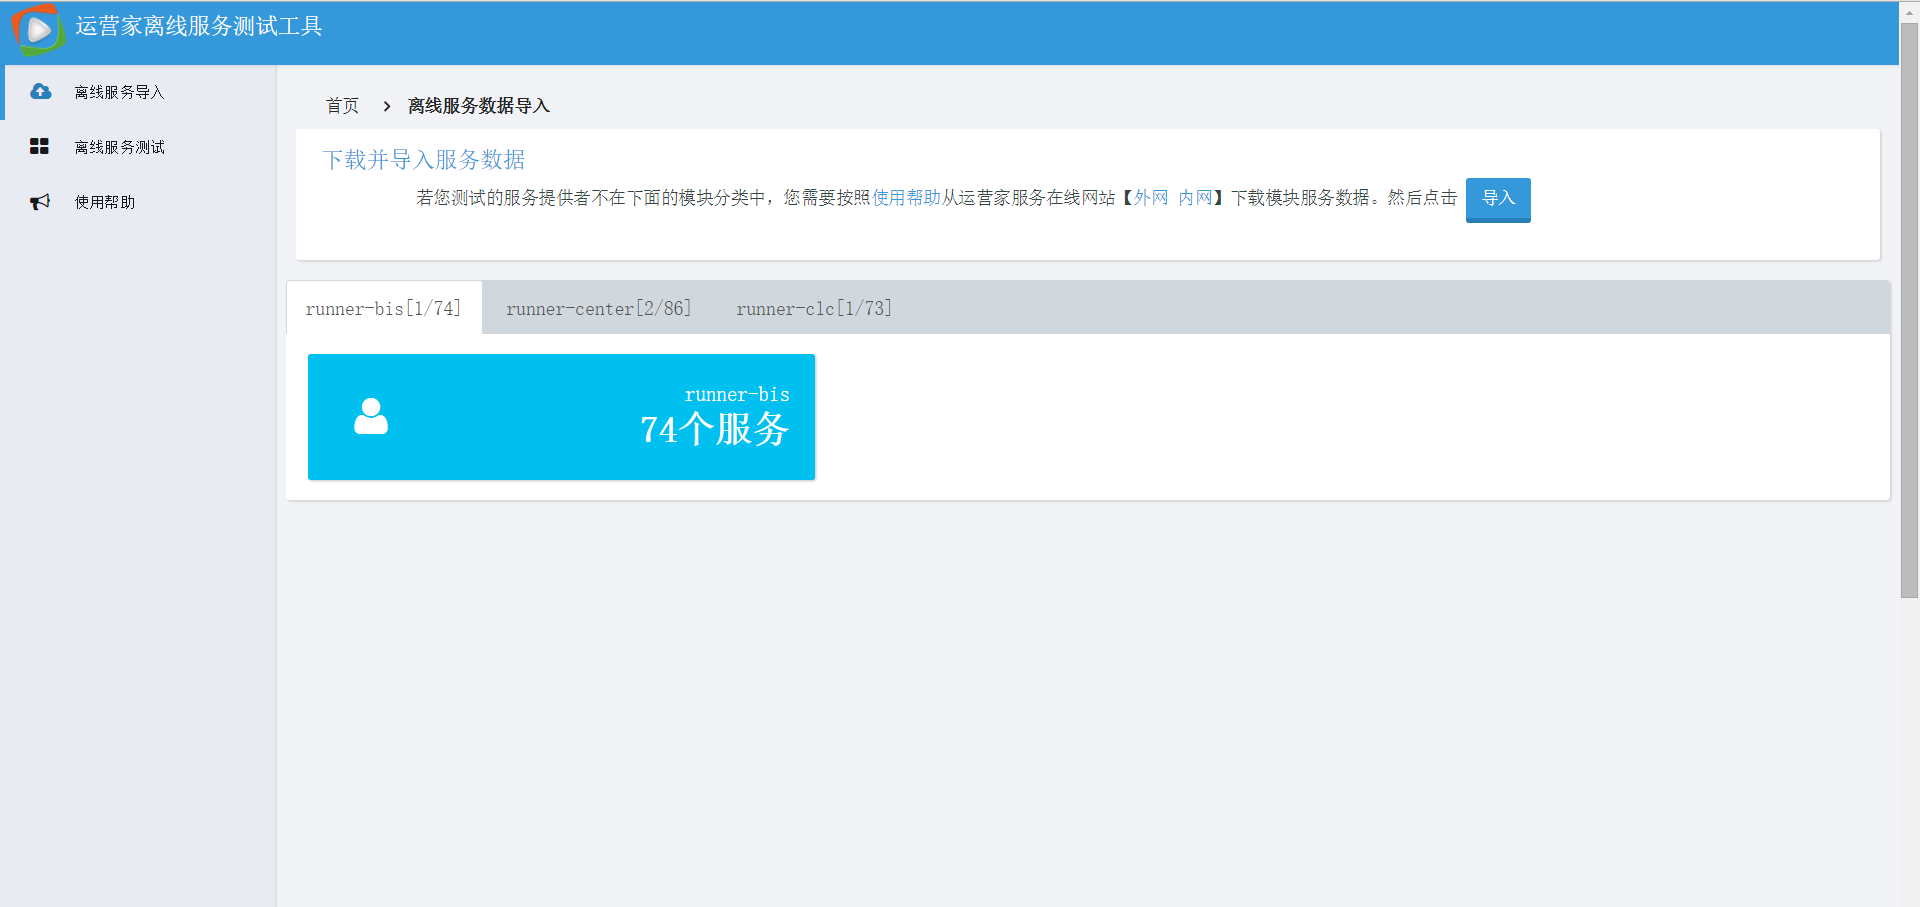 运营家离线服务测试工具
离线服务导入
离线服务测试
使用帮助
首页 > 离线服务数据导入
下载并导入服务数据
若您测试的服务提供者不在下面的模块分类中，您需要按照使用帮助从运营家服务在线网站【外网 内网】下载模块服务数据。然后点击 导入
runner-bis[1/74] runner-center[2/86] runner-clc[1/73]
runner-bis
74个服务